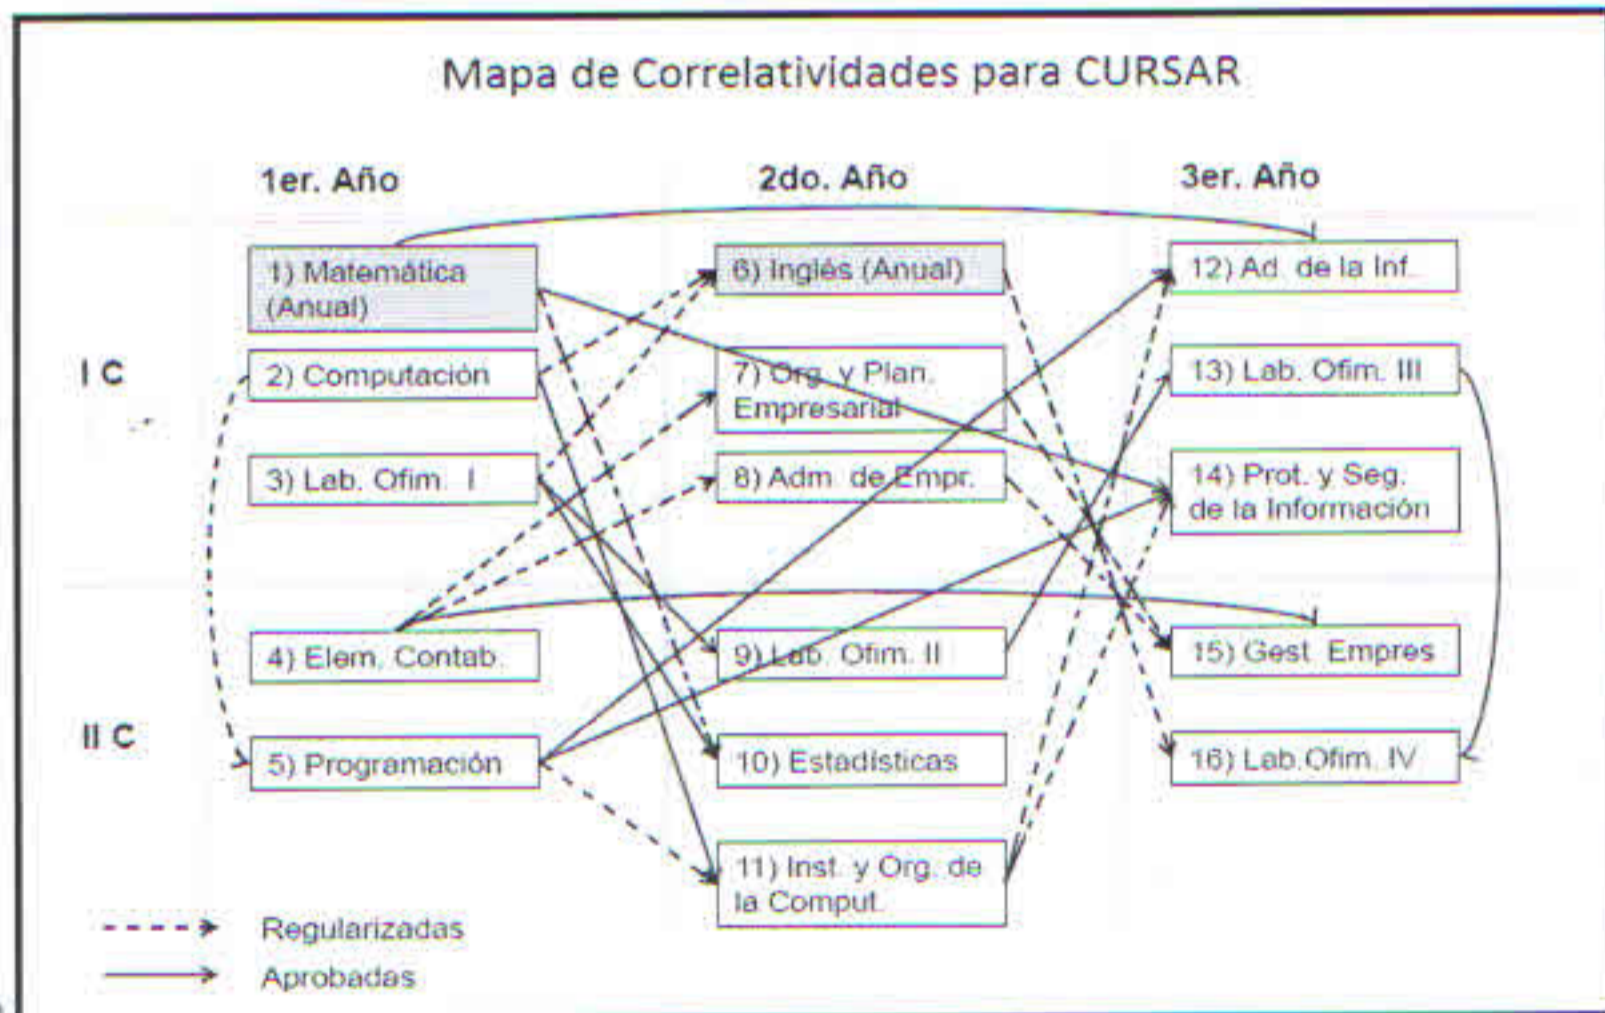 Mapa de Correlatividades para CURSAR
1er. Año
2do. Año
3er. Año
I C
1) Matemática
(Anual)
2) Computación
3) Lab. Ofim. I
6) Inglés (Anual)
7) Org. y Plan.
Empresarial
8) Adm. de Empr.
12) Ad. de la Inf.
13) Lab. Ofim. III
14) Prot. y Seg.
de la Información
II C
4) Elem. Contab.
5) Programación
9) Lab. Ofim. II
10) Estadísticas
11) Inst. y Org. de
la Comput.
15) Gest. Empres
16) Lab.Ofim. IV
Regularizadas
Aprobadas